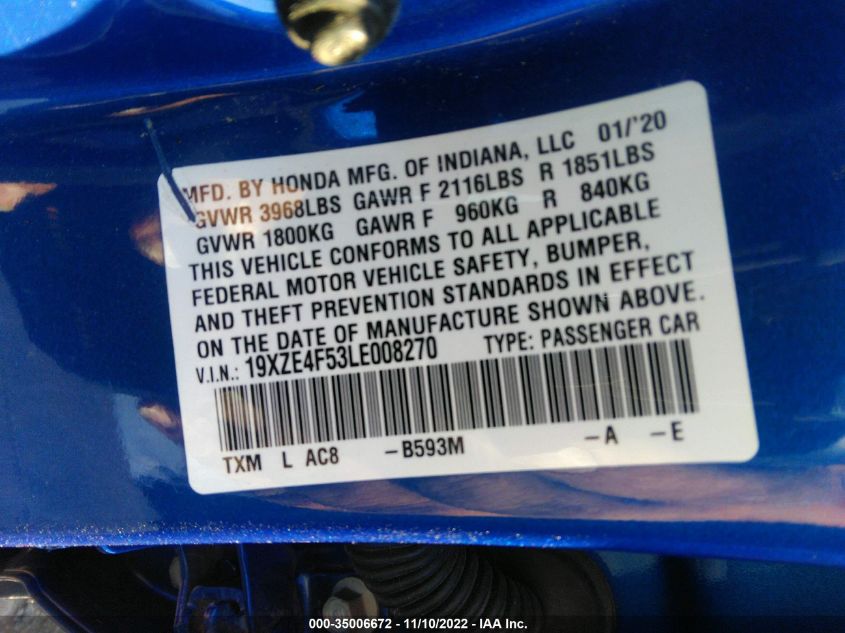 MFD. BY HONDA MFG. OF INDIANA, LLC 01/'20
GVWR 3968LBS GAWR F 2116LBS R 1851LBS
GVWR 1800KG GAWR F 960KG R 840KG
THIS VEHICLE CONFORMS TO ALL APPLICABLE
FEDERAL MOTOR VEHICLE SAFETY, BUMPER,
AND THEFT PREVENTION STANDARDS IN EFFECT
ON THE DATE OF MANUFACTURE SHOWN ABOVE.
V.I.N.: 19XZE4F53LE008270 TYPE: PASSENGER CAR
TXM L AC8 -B593M -A -E
000-35006672 - 11/10/2022 - IAA Inc.